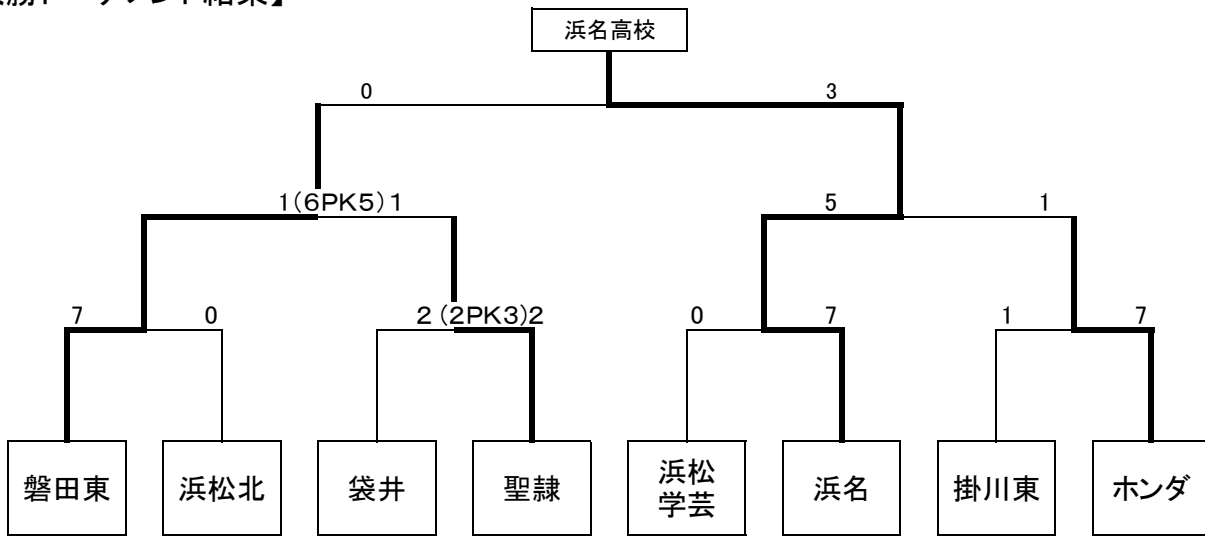 浜名高校
0 3
1(6PK5)1 5 1
7 0 2(2PK3)2 0 7 1 7
磐田東 浜松北 袋井 聖隷 浜松学芸 浜名 掛川東 ホンダ